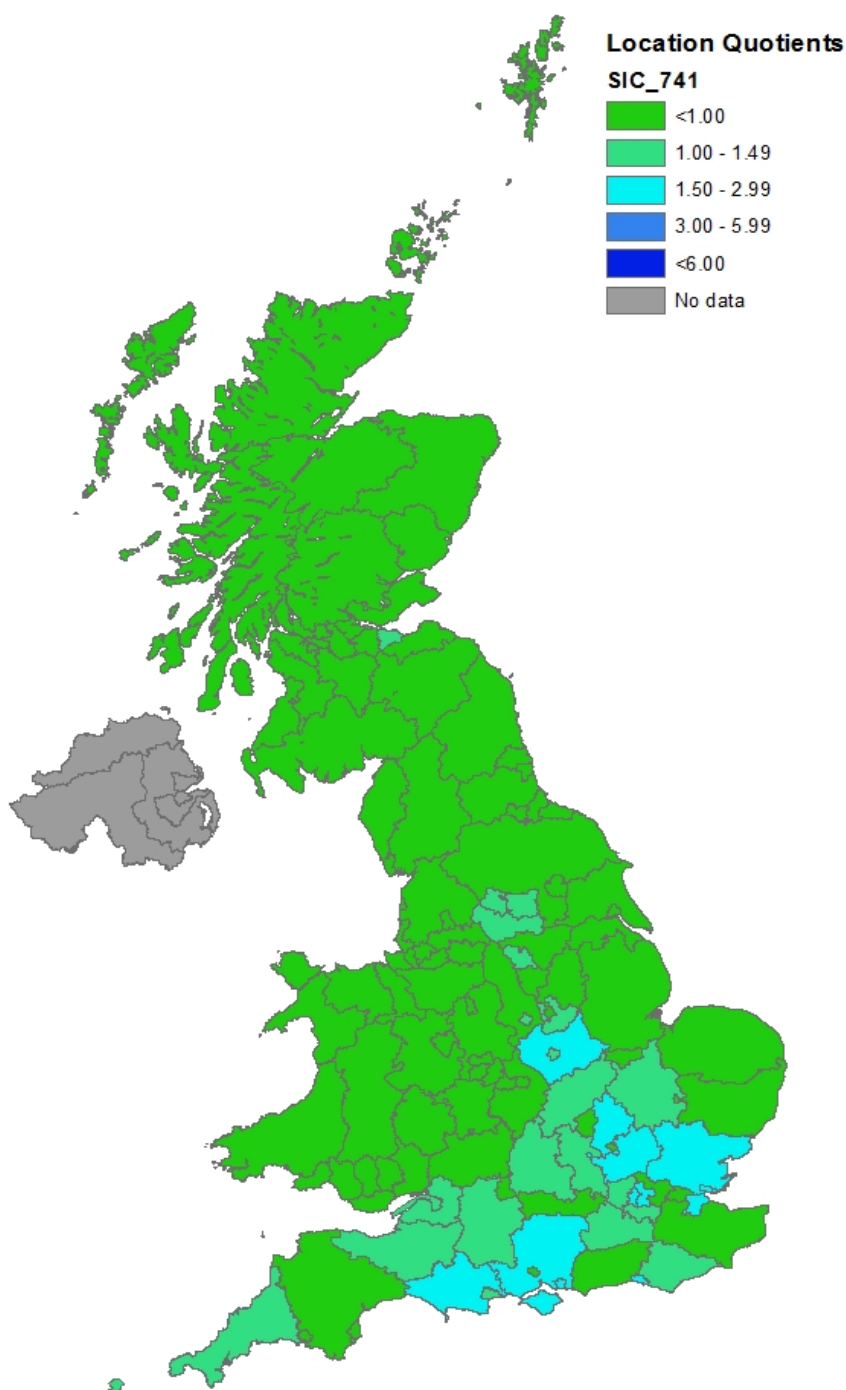 Location Quotients
SIC_741
<1.00
1.00 - 1.49
1.50 - 2.99
3.00 - 5.99
<6.00
No data